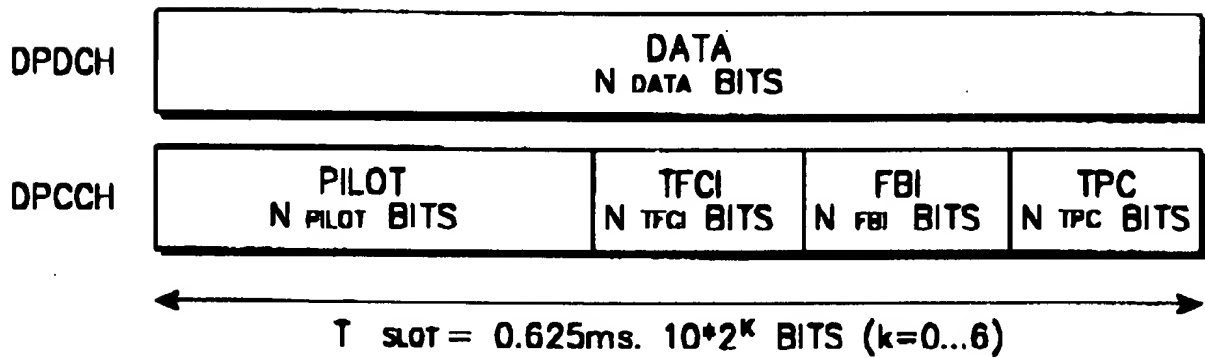 DPDCH
DATA
N DATA BITS
DPCCH
PILOT
N PILOT BITS
TFCI
N TFCI BITS
FBI
N FBI BITS
TPC
N TPC BITS
T SLOT = 0.625ms. 10*2ᴷ BITS (k=0...6)